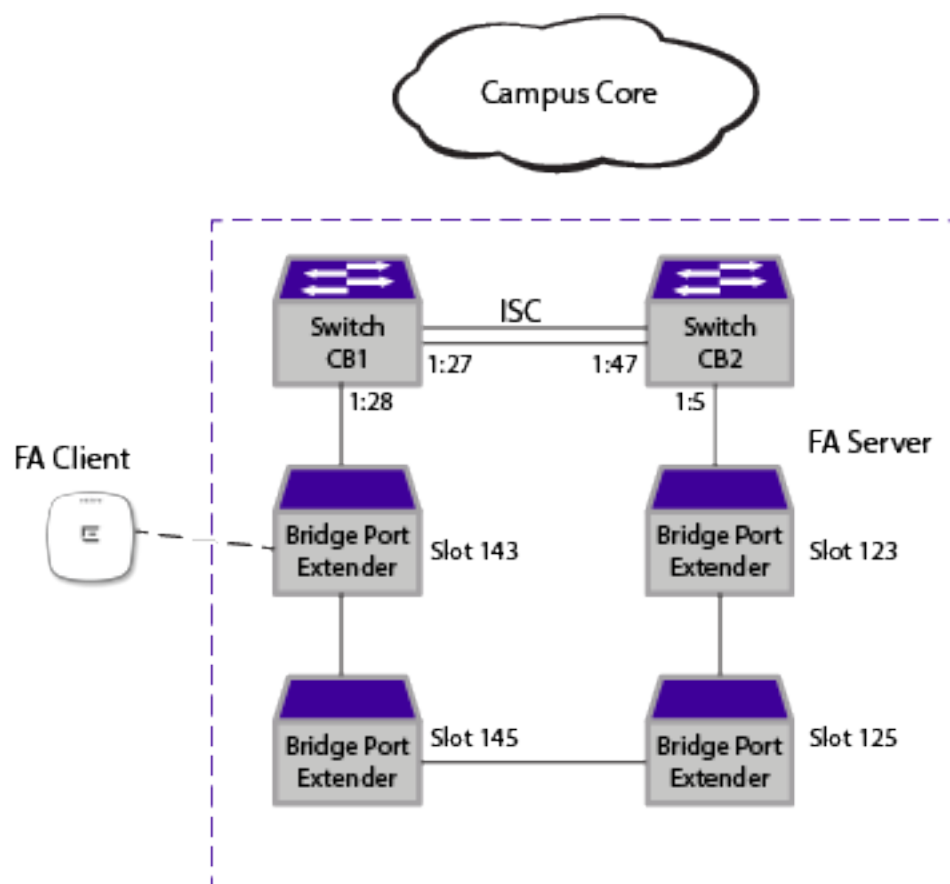 Campus Core
ISC
Switch
CB1
Switch
CB2
1:27
1:47
1:28
1:5
FA Client
FA Server
Bridge Port
Extender
Slot 143
Bridge Port
Extender
Slot 123
Bridge Port
Extender
Slot 145
Bridge Port
Extender
Slot 125